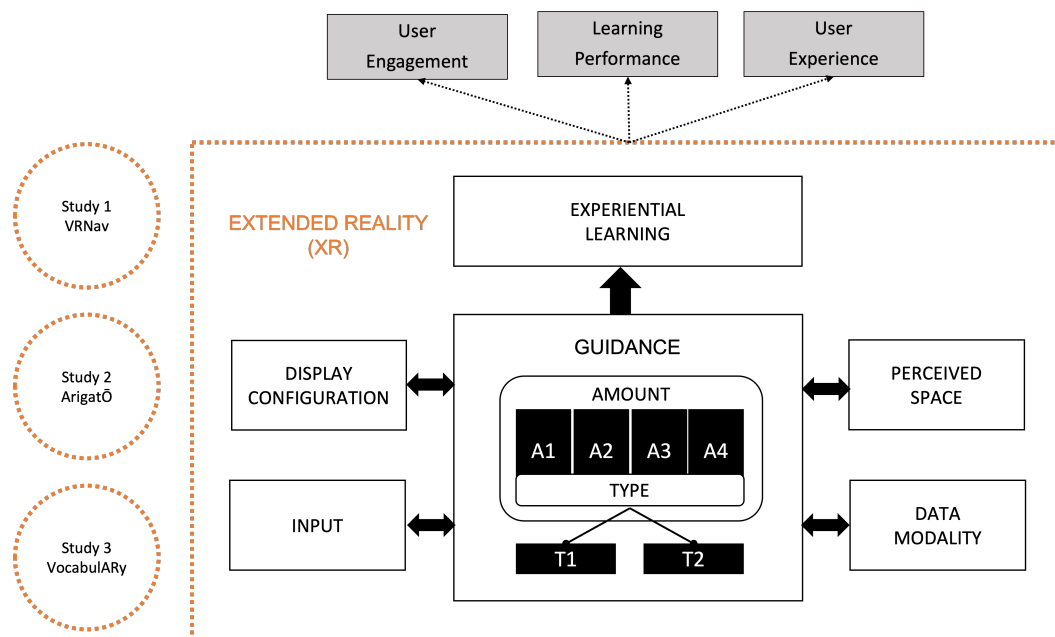 User
Engagement
Learning
Performance
User
Experience
Study 1
VRNav
EXTENDED REALITY
(XR)
EXPERIENTIAL
LEARNING
GUIDANCE
Study 2
ArigatŌ
DISPLAY
CONFIGURATION
AMOUNT
A1 A2 A3 A4
TYPE
T1 T2
PERCEIVED
SPACE
Study 3
VocabulARy
INPUT
DATA
MODALITY